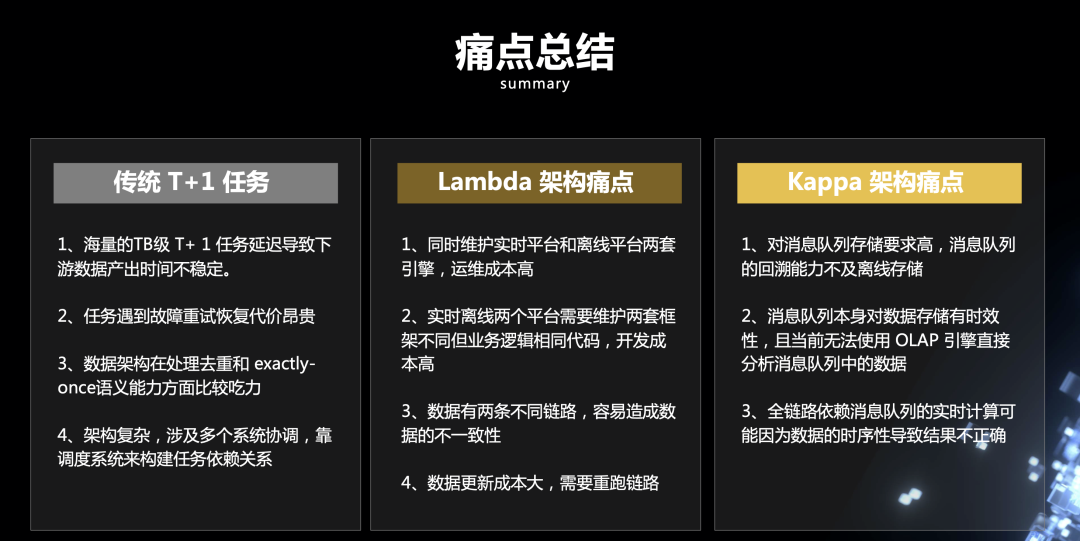 痛点总结
summary
传统 T+1 任务
1、海量的TB级 T+ 1 任务延迟导致下
游数据产出时间不稳定。
2、任务遇到故障重试恢复代价昂贵
3、数据架构在处理去重和 exactly-
once语义能力方面比较吃力
4、架构复杂，涉及多个系统协调，靠
调度系统来构建任务依赖关系
Lambda 架构痛点
1、同时维护实时平台和离线平台两套
引擎，运维成本高
2、实时离线两个平台需要维护两套框
架不同但业务逻辑相同代码，开发成
本高
3、数据有两条不同链路，容易造成数
据的不一致性
4、数据更新成本大，需要重跑链路
Kappa 架构痛点
1、对消息队列存储要求高，消息队列
的回溯能力不及离线存储
2、消息队列本身对数据存储有时效
性，且当前无法使用 OLAP 引擎直接
分析消息队列中的数据
3、全链路依赖消息队列的实时计算可
能因为数据的时序性导致结果不正确